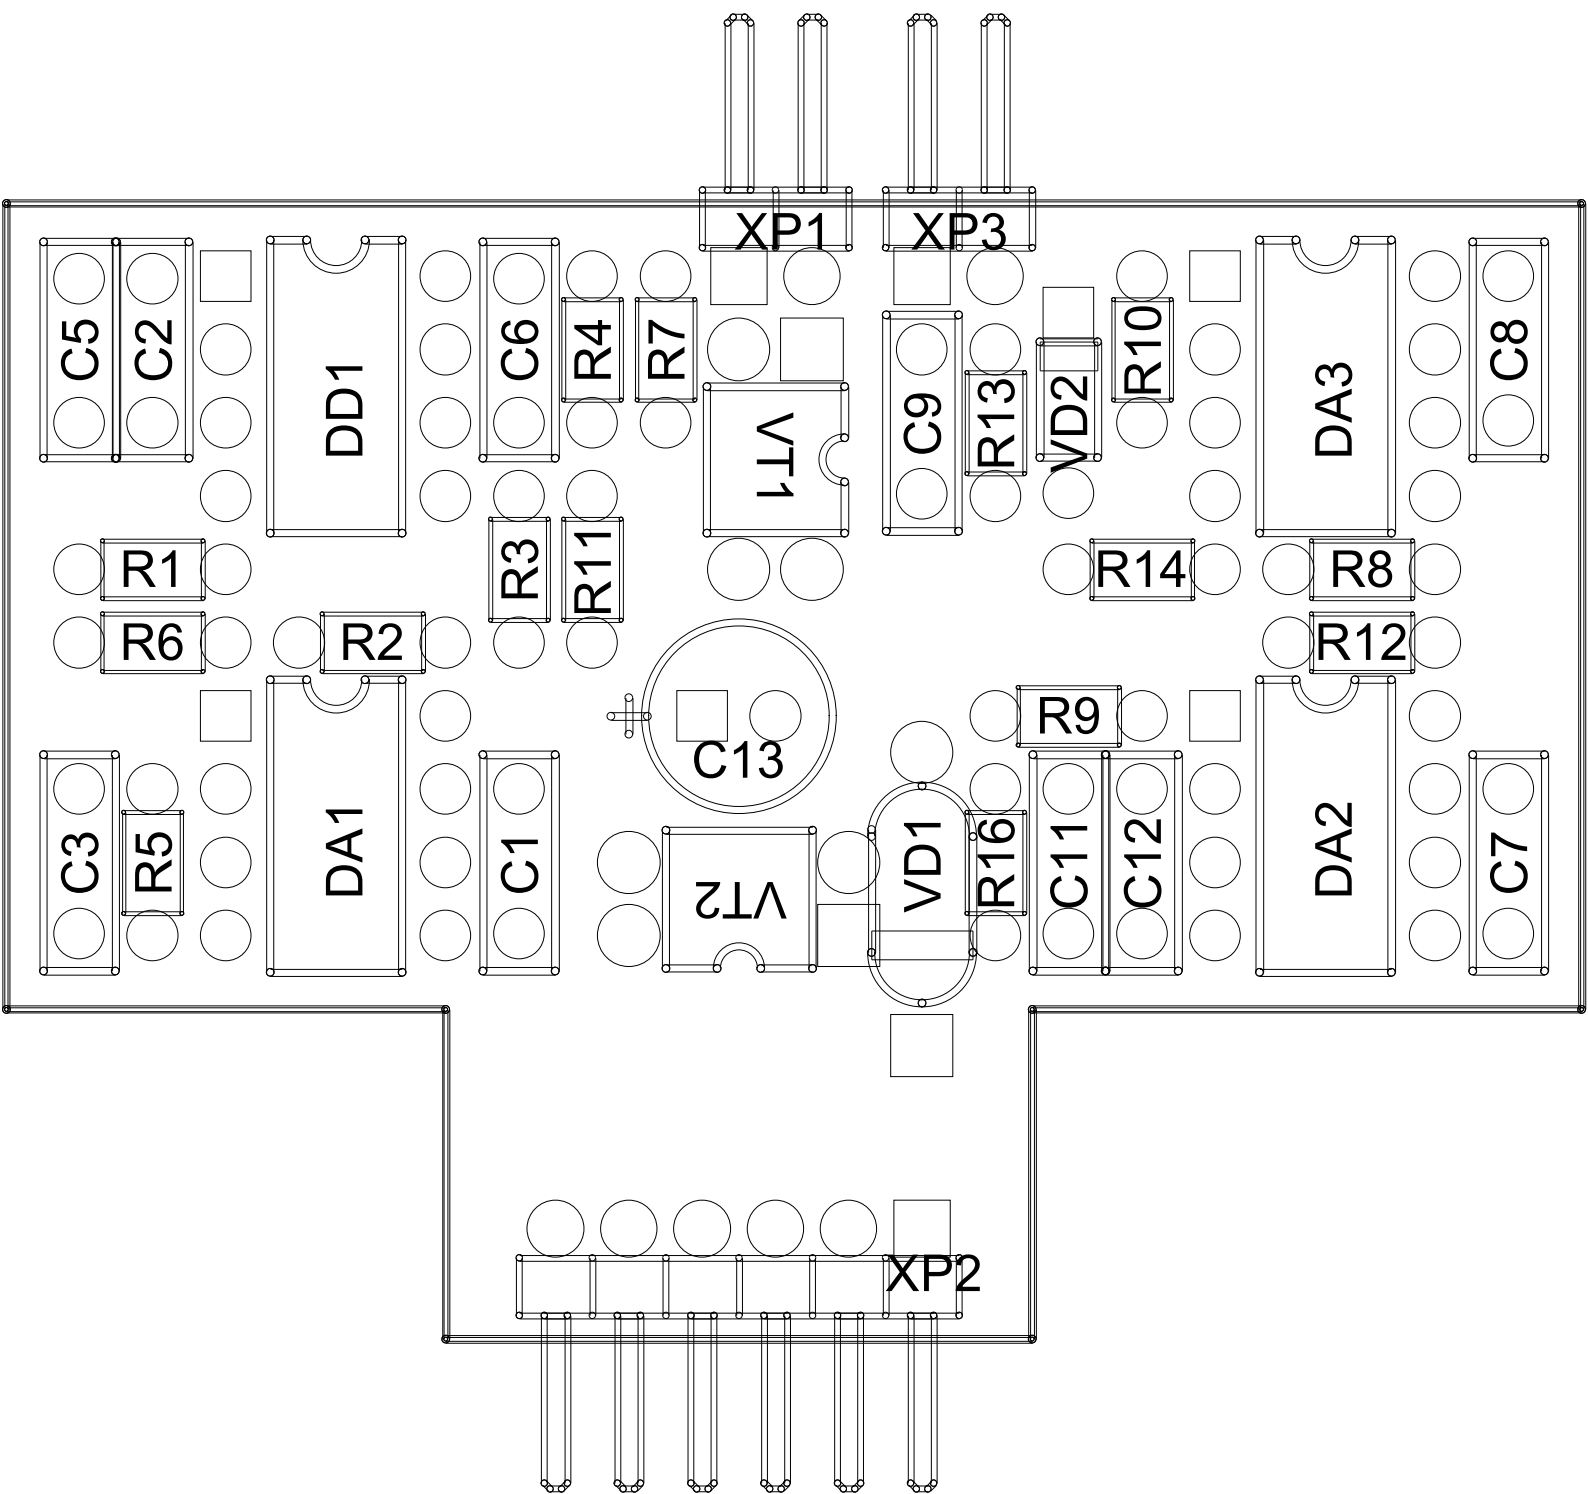 XP1
XP3
C5
C2
DD1
C6
R4
R7
VT1
C9
R13
VD2
R10
DA3
C8
R1
R3
R11
R14
R8
R6
R2
R12
R9
C13
C3
R5
DA1
C1
VT2
VD1
R16
C11
C12
DA2
C7
XP2